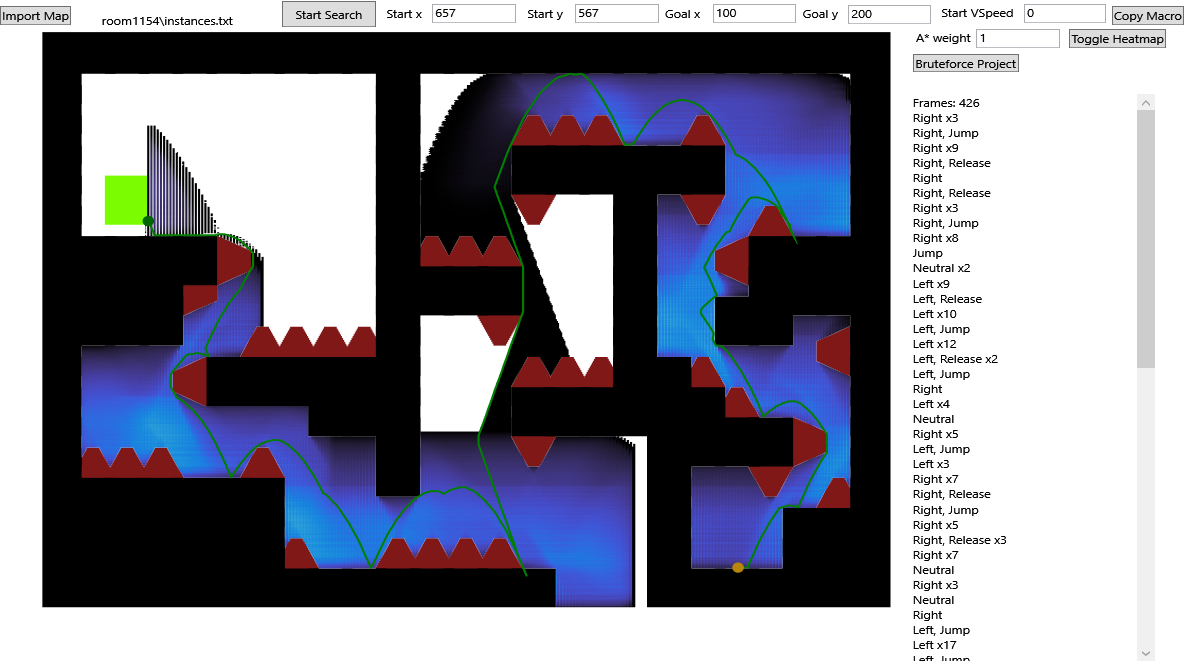 Import Map
room1154\instances.txt
Start Search
Start x 657
Start y 567
Goal x 100
Goal y 200
Start VSpeed 0
Copy Macro
A* weight 1
Toggle Heatmap
Bruteforce Project
Frames: 426
Right x3
Right, Jump
Right x9
Right, Release
Right
Right, Release
Right x3
Right, Jump
Right x8
Jump
Neutral x2
Left x9
Left, Release
Left x10
Left, Jump
Left x12
Left, Release x2
Left, Jump
Right
Left x4
Neutral
Right x5
Left, Jump
Left x3
Right x7
Right, Release
Right, Jump
Right x5
Right, Release x3
Right x7
Neutral
Right x3
Neutral
Right
Left, Jump
Left x17
Left, Jump